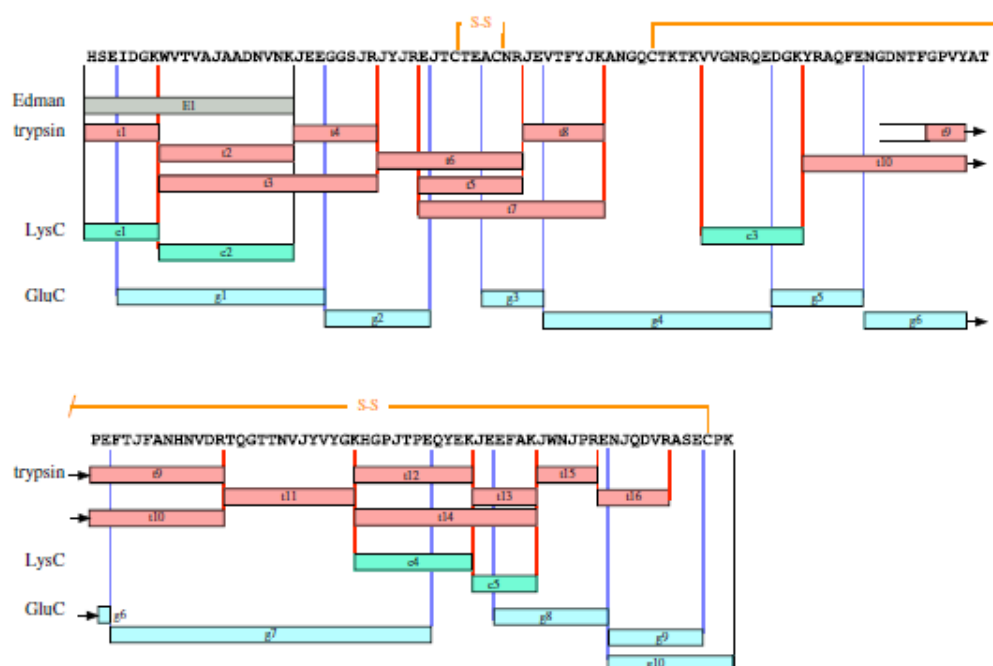 S-S
HSEIDGKWVTVAJAADNVNKJEEGGSJRJYJREJTCTEACNRJEVTFYJKANGQCTKTKVVGNRQEDGKYRAQFENGDNTFGPVYAT
Edman E1
trypsin t1 t4 t8 t9
t2 t6 t10
t3 t5
t7
LysC c1 c3
c2
GluC g1 g3 g5
g2 g4 g6
S-S
PEFTJFANHNVDRTQGTTNVJYVYGKHGPJTPEQYEKJEEFAKJWNJPRENJQDVRASECPK
trypsin t9 t12 t15
t11 t13 t16
t10 t14
LysC c4
c5
GluC g6 g8
g7 g9
g10